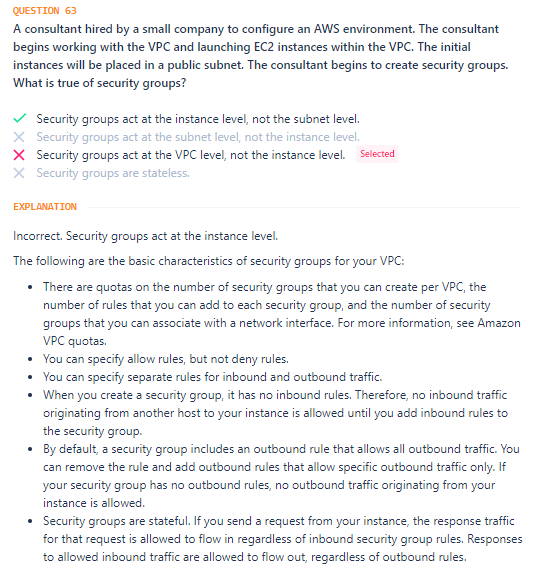 QUESTION 63
A consultant hired by a small company to configure an AWS environment. The consultant
begins working with the VPC and launching EC2 instances within the VPC. The initial
instances will be placed in a public subnet. The consultant begins to create security groups.
What is true of security groups?
Security groups act at the instance level, not the subnet level.
Security groups act at the subnet level, not the instance level.
Security groups act at the VPC level, not the instance level. Selected
Security groups are stateless.
EXPLANATION
Incorrect. Security groups act at the instance level.
The following are the basic characteristics of security groups for your VPC:
• There are quotas on the number of security groups that you can create per VPC, the
number of rules that you can add to each security group, and the number of security
groups that you can associate with a network interface. For more information, see Amazon
VPC quotas.
• You can specify allow rules, but not deny rules.
• You can specify separate rules for inbound and outbound traffic.
• When you create a security group, it has no inbound rules. Therefore, no inbound traffic
originating from another host to your instance is allowed until you add inbound rules to
the security group.
• By default, a security group includes an outbound rule that allows all outbound traffic. You
can remove the rule and add outbound rules that allow specific outbound traffic only. If
your security group has no outbound rules, no outbound traffic originating from your
instance is allowed.
• Security groups are stateful. If you send a request from your instance, the response traffic
for that request is allowed to flow in regardless of inbound security group rules. Responses
to allowed inbound traffic are allowed to flow out, regardless of outbound rules.